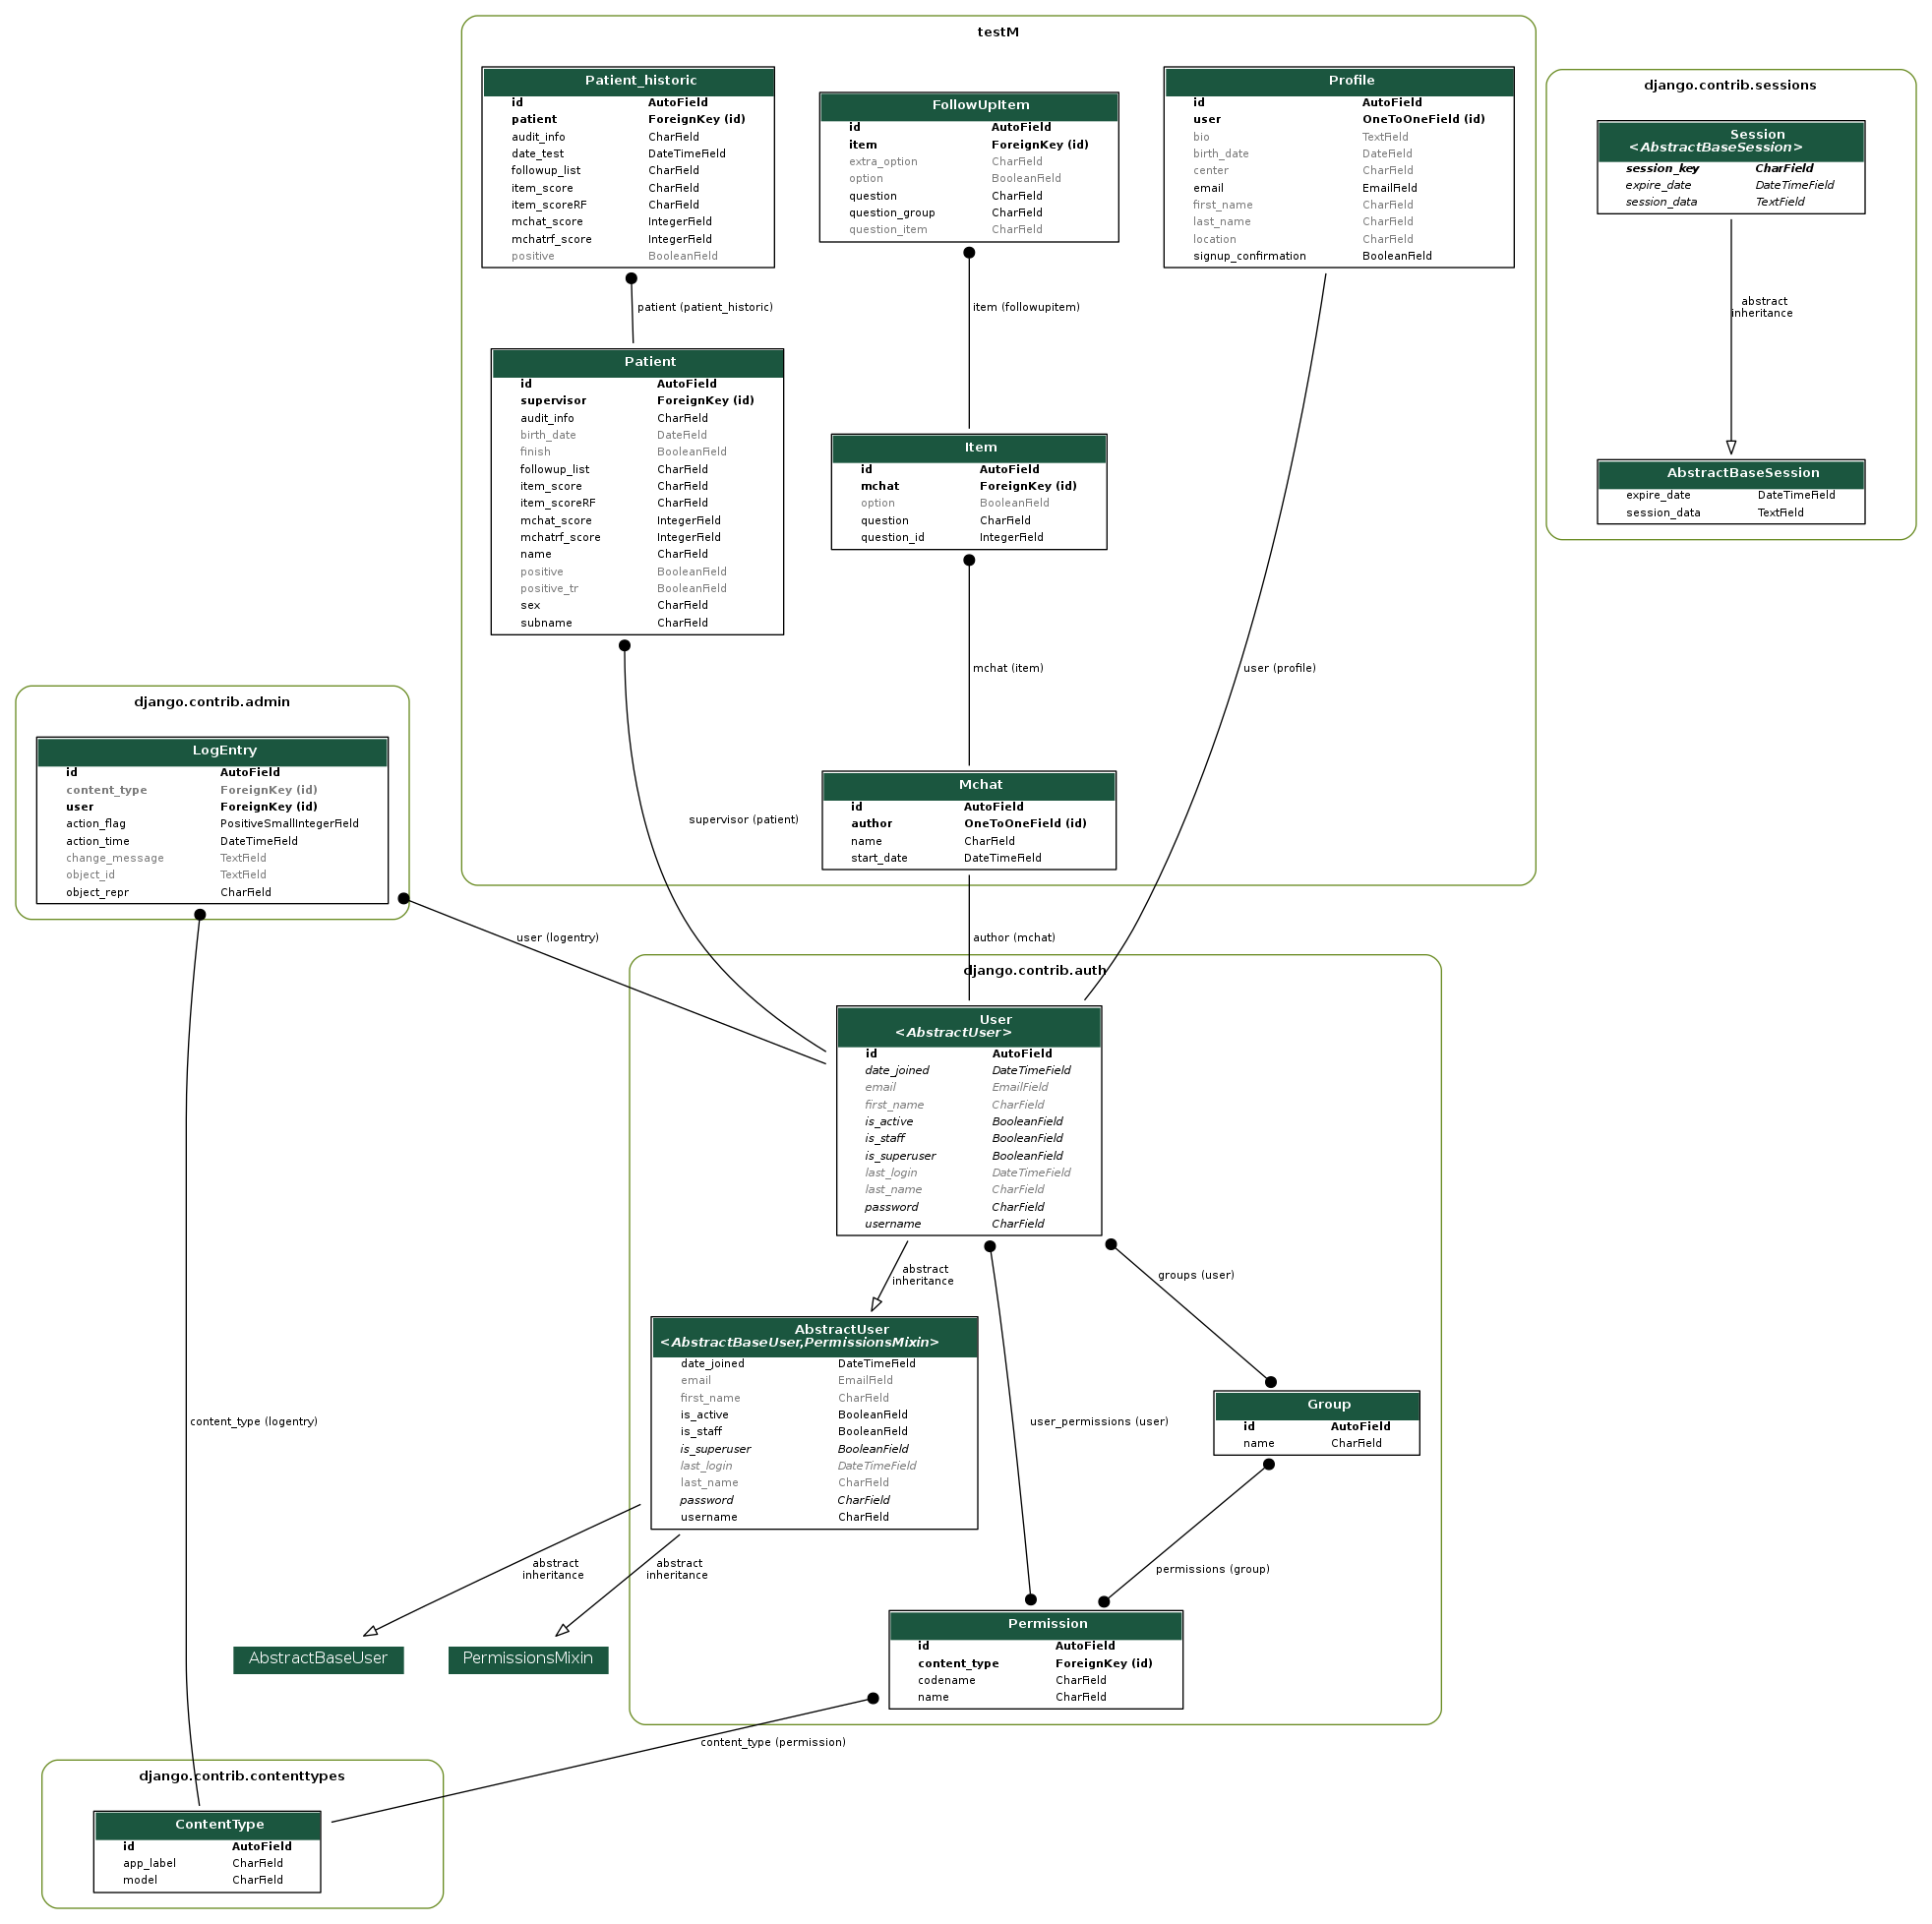 testM
Patient_historic
id AutoField
patient ForeignKey (id)
audit_info CharField
date_test DateTimeField
followup_list CharField
item_score CharField
item_scoreRF CharField
mchat_score IntegerField
mchatrf_score IntegerField
positive BooleanField
FollowUpItem
id AutoField
item ForeignKey (id)
extra_option CharField
option BooleanField
question CharField
question_group CharField
question_item CharField
Profile
id AutoField
user OneToOneField (id)
bio TextField
birth_date DateField
center CharField
email EmailField
first_name CharField
last_name CharField
location CharField
signup_confirmation BooleanField
django.contrib.sessions
Session
<AbstractBaseSession>
session_key CharField
expire_date DateTimeField
session_data TextField
patient (patient_historic)
item (followupitem)
abstract
inheritance
Patient
id AutoField
supervisor ForeignKey (id)
audit_info CharField
birth_date DateField
finish BooleanField
followup_list CharField
item_score CharField
item_scoreRF CharField
mchat_score IntegerField
mchatrf_score IntegerField
name CharField
positive BooleanField
positive_tr BooleanField
sex CharField
subname CharField
Item
id AutoField
mchat ForeignKey (id)
option BooleanField
question CharField
question_id IntegerField
AbstractBaseSession
expire_date DateTimeField
session_data TextField
mchat (item)
user (profile)
django.contrib.admin
LogEntry
id AutoField
content_type ForeignKey (id)
user ForeignKey (id)
action_flag PositiveSmallIntegerField
action_time DateTimeField
change_message TextField
object_id TextField
object_repr CharField
supervisor (patient)
Mchat
id AutoField
author OneToOneField (id)
name CharField
start_date DateTimeField
user (logentry)
author (mchat)
django.contrib.auth
User
<AbstractUser>
id AutoField
date_joined DateTimeField
email EmailField
first_name CharField
is_active BooleanField
is_staff BooleanField
is_superuser BooleanField
last_login DateTimeField
last_name CharField
password CharField
username CharField
abstract
inheritance
groups (user)
AbstractUser
<AbstractBaseUser,PermissionsMixin>
date_joined DateTimeField
email EmailField
first_name CharField
is_active BooleanField
is_staff BooleanField
is_superuser BooleanField
last_login DateTimeField
last_name CharField
password CharField
username CharField
content_type (logentry)
user_permissions (user)
Group
id AutoField
name CharField
abstract
inheritance
abstract
inheritance
permissions (group)
AbstractBaseUser
PermissionsMixin
Permission
id AutoField
content_type ForeignKey (id)
codename CharField
name CharField
content_type (permission)
django.contrib.contenttypes
ContentType
id AutoField
app_label CharField
model CharField